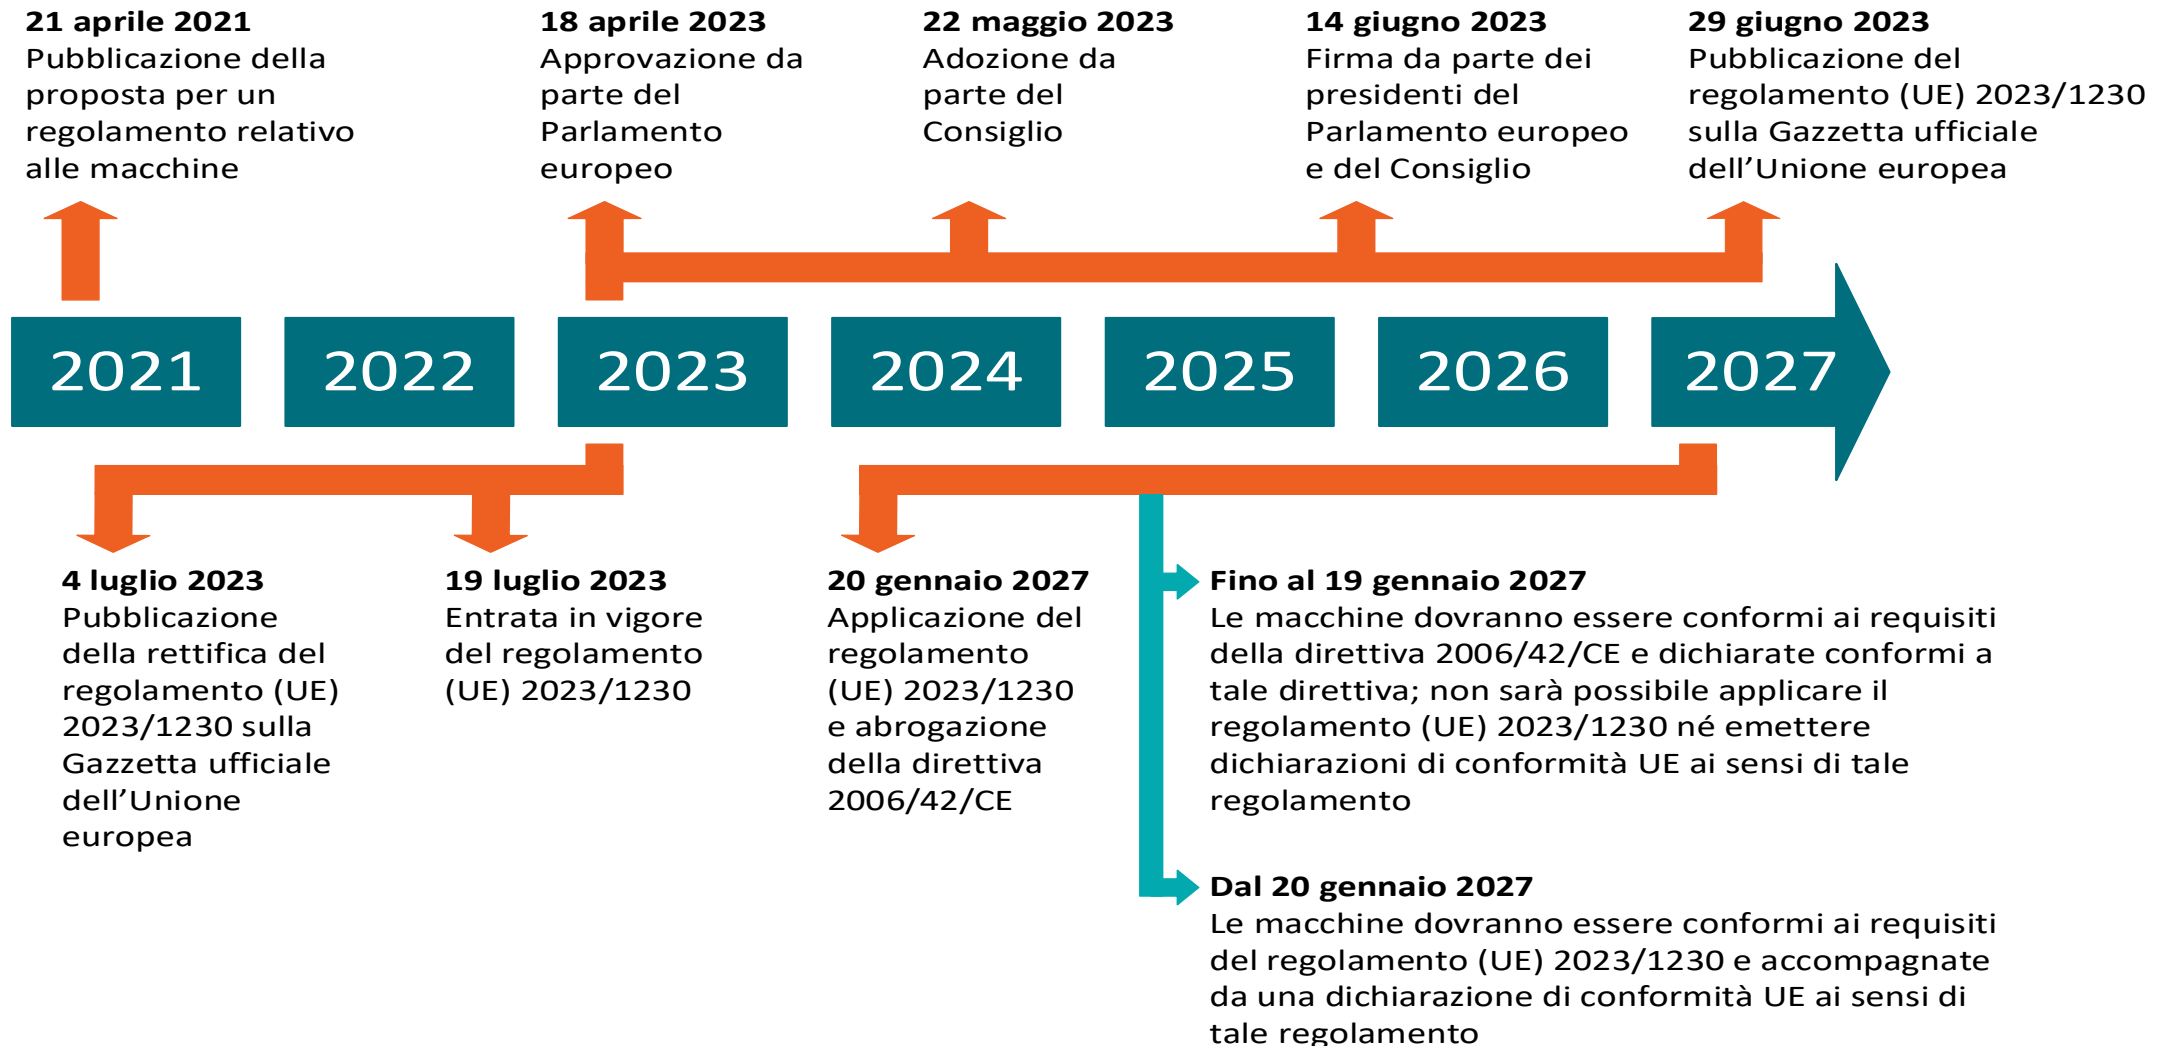 21 aprile 2021
Pubblicazione della
proposta per un
regolamento relativo
alle macchine
18 aprile 2023
Approvazione da
parte del
Parlamento
europeo
22 maggio 2023
Adozione da
parte del
Consiglio
14 giugno 2023
Firma da parte dei
presidenti del
Parlamento europeo
e del Consiglio
29 giugno 2023
Pubblicazione del
regolamento (UE) 2023/1230
sulla Gazzetta ufficiale
dell’Unione europea
2021
2022
2023
2024
2025
2026
2027
4 luglio 2023
Pubblicazione
della rettifica del
regolamento (UE)
2023/1230 sulla
Gazzetta ufficiale
dell’Unione
europea
19 luglio 2023
Entrata in vigore
del regolamento
(UE) 2023/1230
20 gennaio 2027
Applicazione del
regolamento
(UE) 2023/1230
e abrogazione
della direttiva
2006/42/CE
Fino al 19 gennaio 2027
Le macchine dovranno essere conformi ai requisiti
della direttiva 2006/42/CE e dichiarate conformi a
tale direttiva; non sarà possibile applicare il
regolamento (UE) 2023/1230 né emettere
dichiarazioni di conformità UE ai sensi di tale
regolamento
Dal 20 gennaio 2027
Le macchine dovranno essere conformi ai requisiti
del regolamento (UE) 2023/1230 e accompagnate
da una dichiarazione di conformità UE ai sensi di
tale regolamento